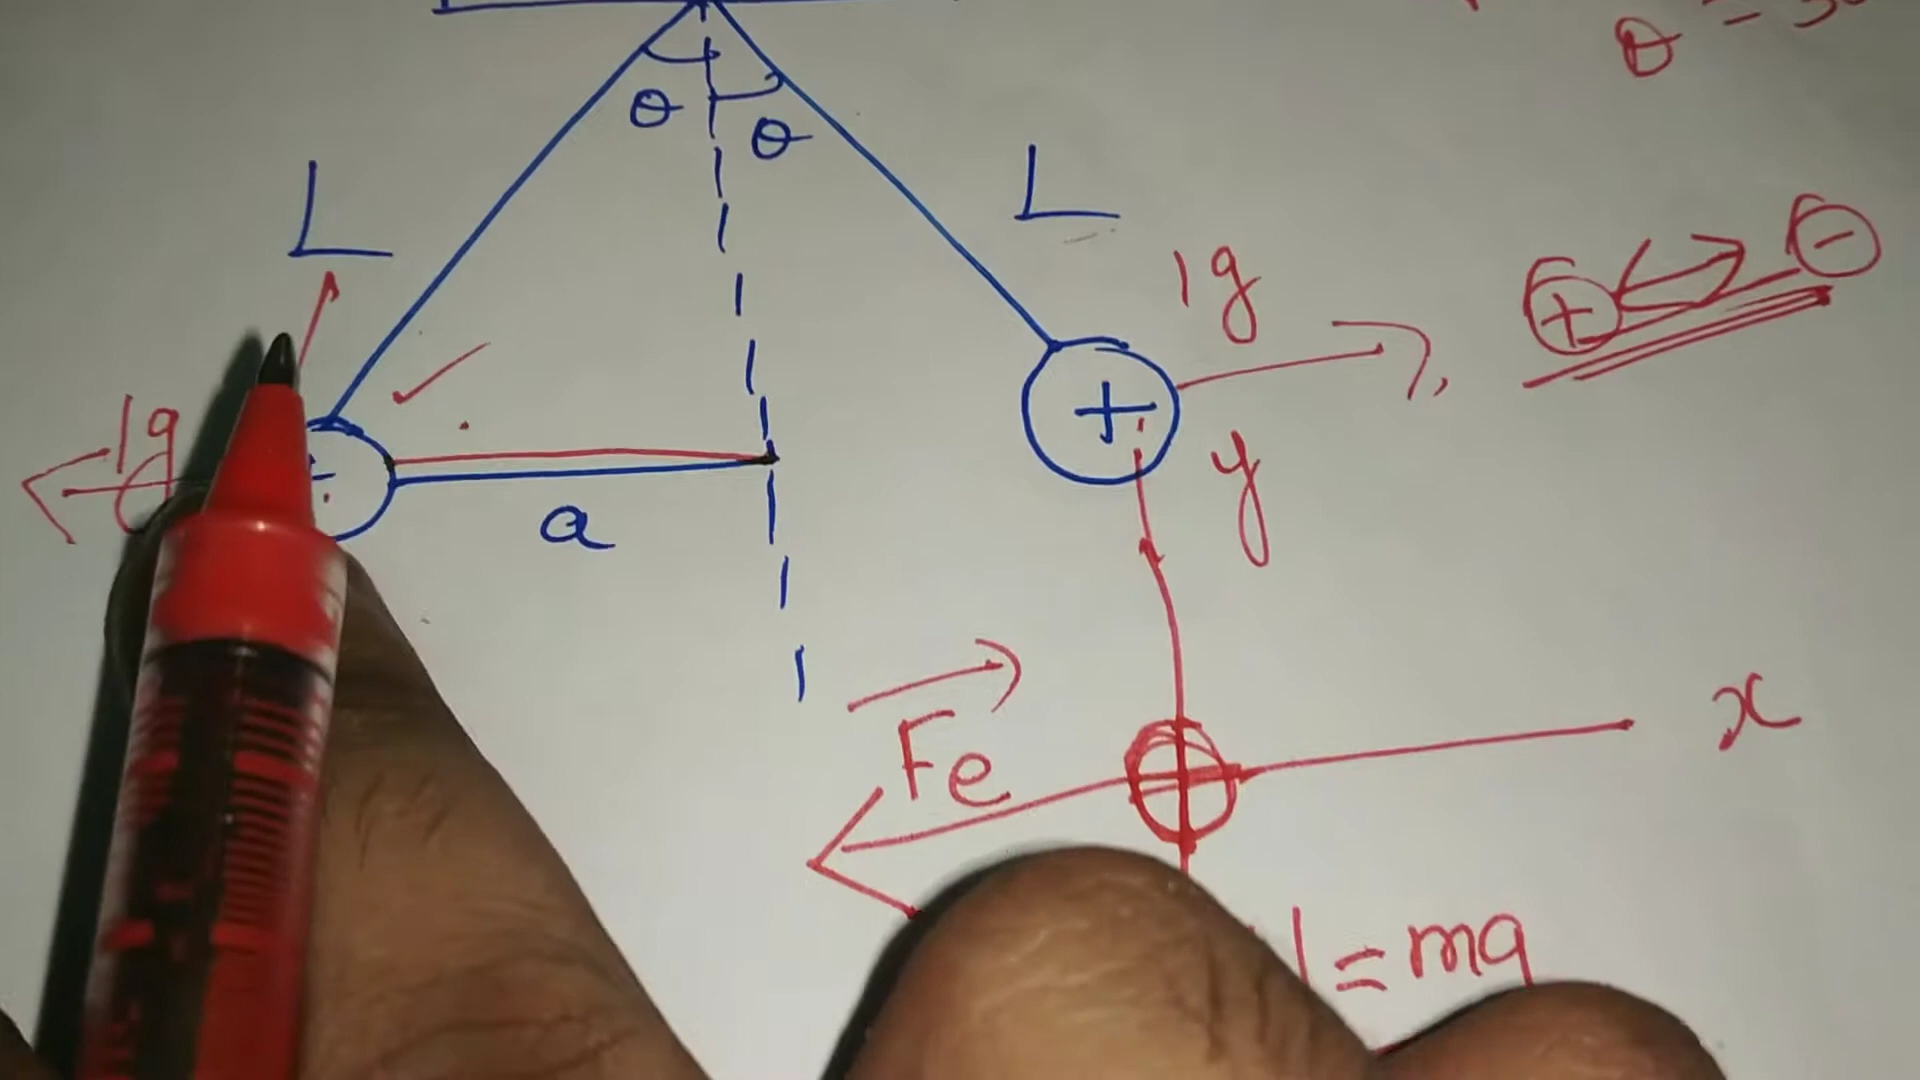 θ = 3
θ θ
L L
1g
+ -
1g
+ y
a
Fe x
= mg